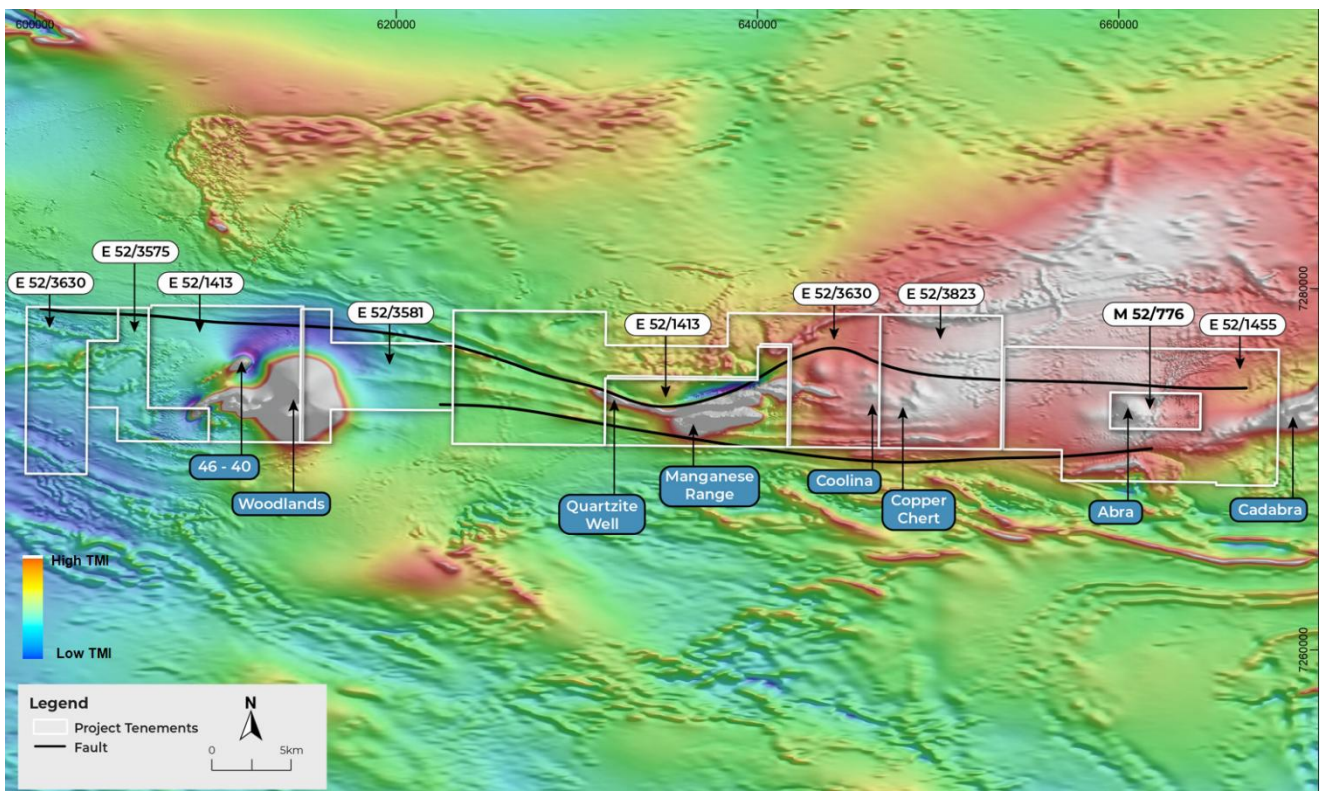 600000
620000
640000
660000
E 52/3630
E 52/3575
E 52/1413
E 52/3581
E 52/1413
E 52/3630
E 52/3823
M 52/776
E 52/1455
7280000
46 - 40
Woodlands
Quartzite
Well
Manganese
Range
Coolina
Copper
Chert
Abra
Cadabra
High TMI
Low TMI
7260000
Legend
Project Tenements
Fault
N
0
5km